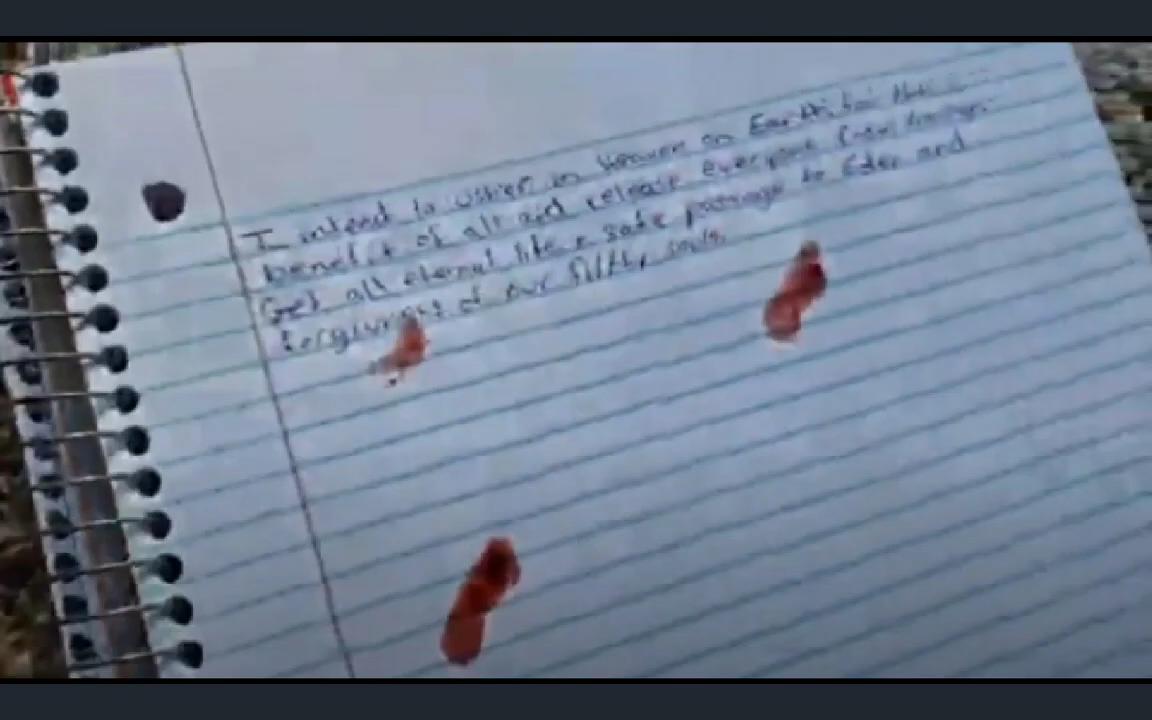 I intend to usher in Heaven on Earth for the
benefit of all and release everyone from
Get all eternal life & safe passage to Eden and
forgiveness of our filthy souls.